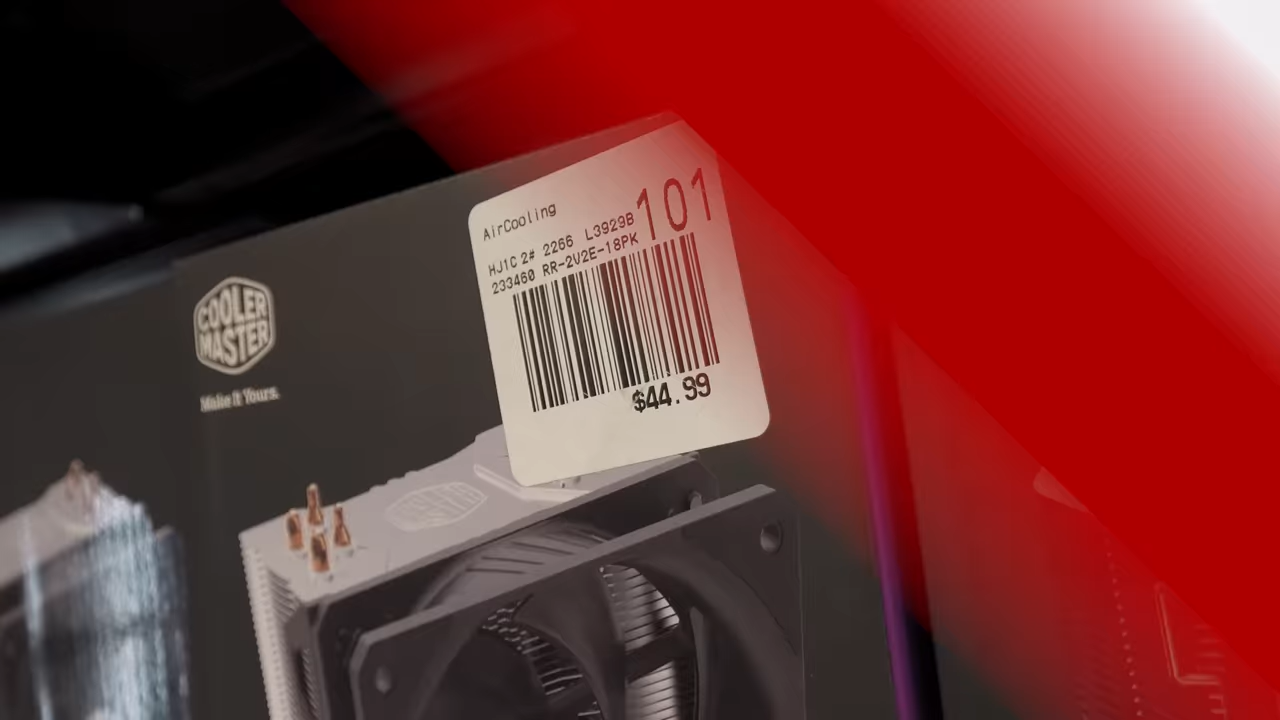 AirCooling
101
HJ1C 2# 2266 L3929B
233460 RR-2V2E-18PK
$44.99
COOLER
MASTER
Make It Yours.